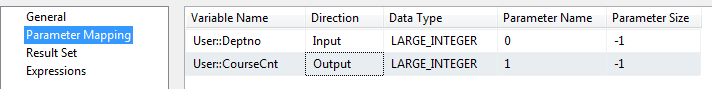 General
Parameter Mapping
Result Set
Expressions
Variable Name Direction Data Type Parameter Name Parameter Size
User::Deptno Input LARGE_INTEGER 0 -1
User::CourseCnt Output LARGE_INTEGER 1 -1